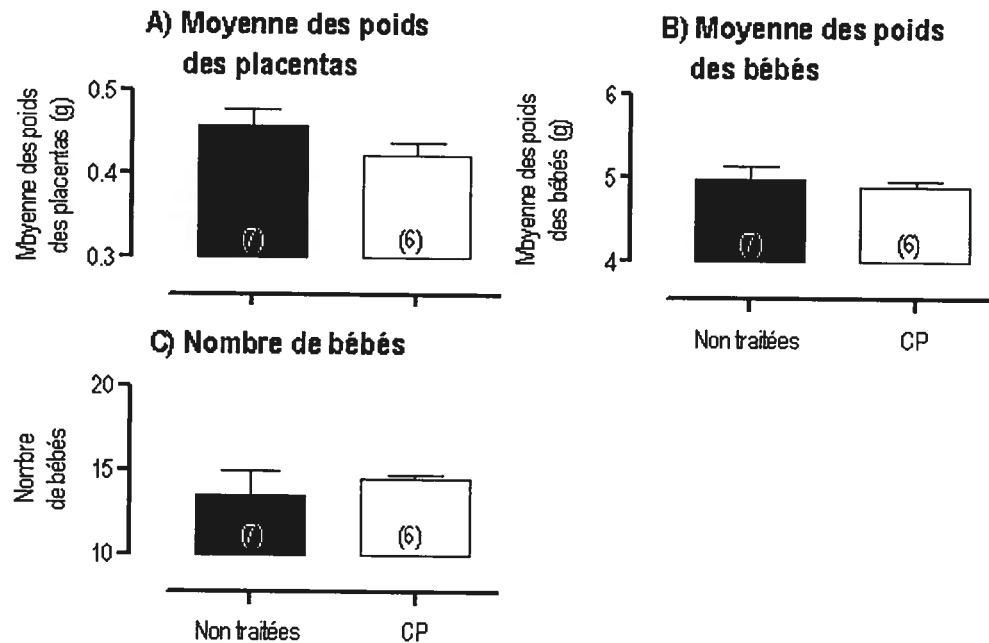 A) Moyenne des poids
des placentas
Moyenne des poids
des placentas (g)
0.5
0.4
0.3
(7)
(6)
B) Moyenne des poids
des bébés
Moyenne des poids
des bébés (g)
6
5
4
(7)
(6)
Non traitées
CP
C) Nombre de bébés
Nombre
de bébés
20
15
10
(7)
(6)
Non traitées
CP